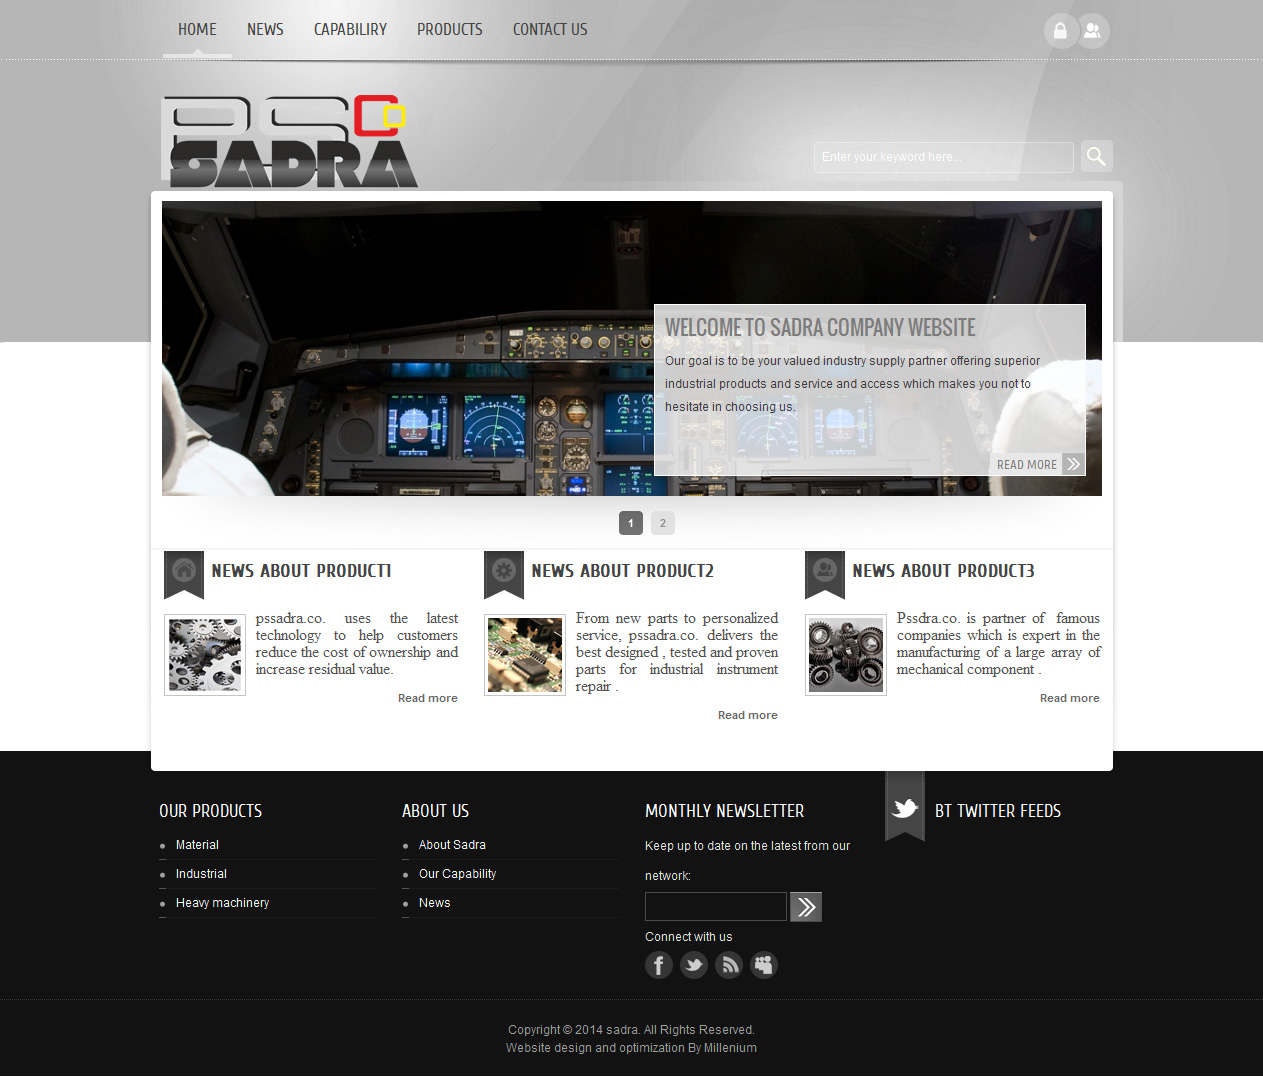 HOME NEWS CAPABILIRY PRODUCTS CONTACT US
PS
SADRA
Enter your keyword here...
WELCOME TO SADRA COMPANY WEBSITE
Our goal is to be your valued industry supply partner offering superior
industrial products and service and access which makes you not to
hesitate in choosing us.
READ MORE
1 2
NEWS ABOUT PRODUCT1
pssadra.co. uses the latest
technology to help customers
reduce the cost of ownership and
increase residual value.
Read more
NEWS ABOUT PRODUCT2
From new parts to personalized
service, pssadra.co. delivers the
best designed , tested and proven
parts for industrial instrument
repair .
Read more
NEWS ABOUT PRODUCT3
Pssdra.co. is partner of famous
companies which is expert in the
manufacturing of a large array of
mechanical component .
Read more
OUR PRODUCTS
Material
Industrial
Heavy machinery
ABOUT US
About Sadra
Our Capability
News
MONTHLY NEWSLETTER
Keep up to date on the latest from our
network:
Connect with us
BT TWITTER FEEDS
Copyright © 2014 sadra. All Rights Reserved.
Website design and optimization By Millenium